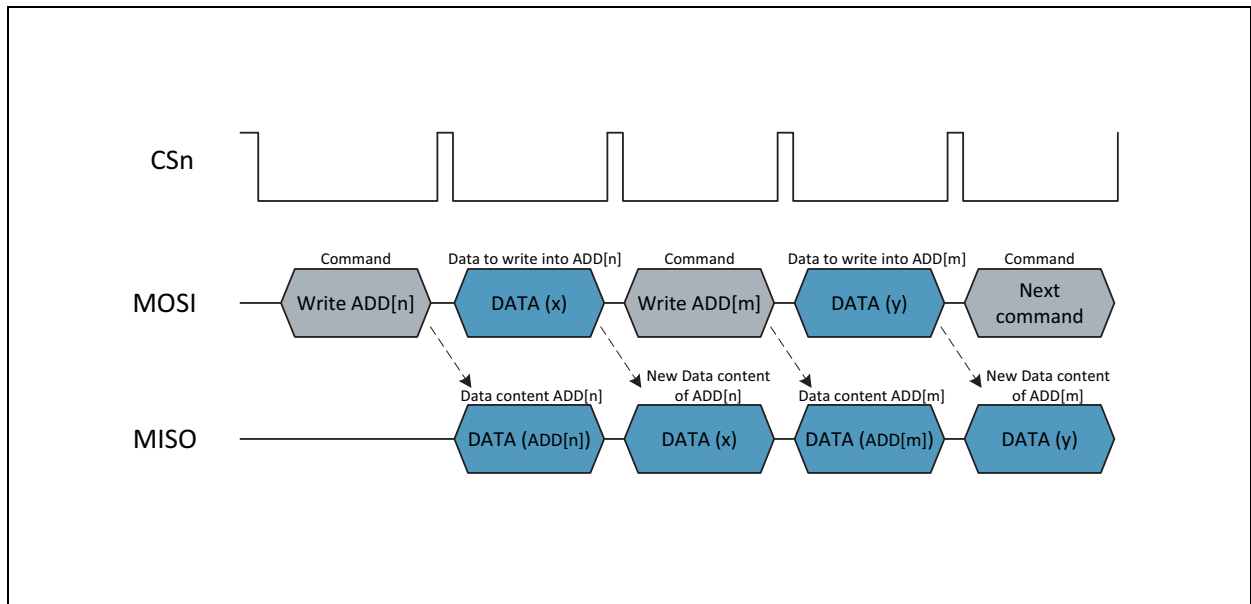 CSn
Command
Data to write into ADD[n]
Command
Data to write into ADD[m]
Command
MOSI
Write ADD[n]
DATA (x)
Write ADD[m]
DATA (y)
Next
command
Data content ADD[n]
New Data content
of ADD[n]
Data content ADD[m]
New Data content
of ADD[m]
MISO
DATA (ADD[n])
DATA (x)
DATA (ADD[m])
DATA (y)